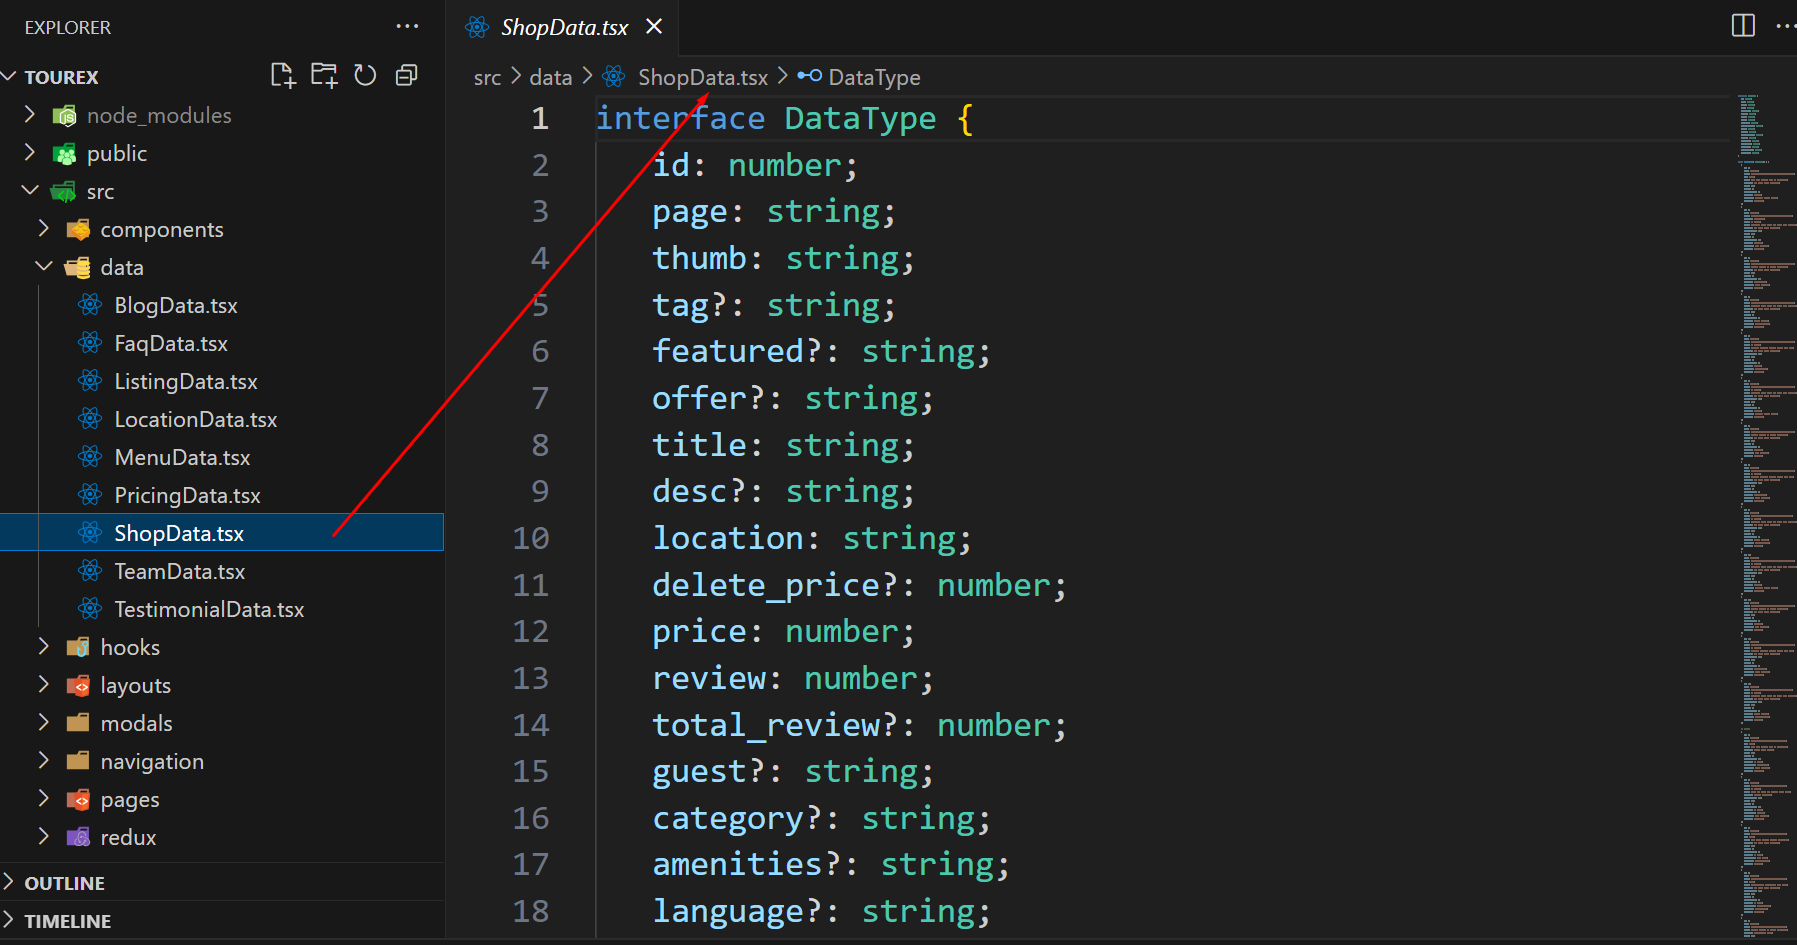 EXPLORER
TOUREX
node_modules
public
src
components
data
BlogData.tsx
FaqData.tsx
ListingData.tsx
LocationData.tsx
MenuData.tsx
PricingData.tsx
ShopData.tsx
TeamData.tsx
TestimonialData.tsx
hooks
layouts
modals
navigation
pages
redux
OUTLINE
TIMELINE
ShopData.tsx
src > data > ShopData.tsx > DataType
1 interface DataType {
2 id: number;
3 page: string;
4 thumb: string;
5 tag?: string;
6 featured?: string;
7 offer?: string;
8 title: string;
9 desc?: string;
10 location: string;
11 delete_price?: number;
12 price: number;
13 review: number;
14 total_review?: number;
15 guest?: string;
16 category?: string;
17 amenities?: string;
18 language?: string;